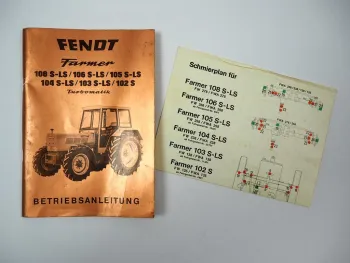 FENDT
Farmer
108 S-LS/106 S-LS/105 S-LS
104 S-LS/103 S-LS/102 S
Turbomatik
BETRIEBSANLEITUNG
Schmierplan für
Farmer 108 S-LS
Farmer 106 S-LS
Farmer 105 S-LS
Farmer 104 S-LS
Farmer 103 S-LS
Farmer 102 S